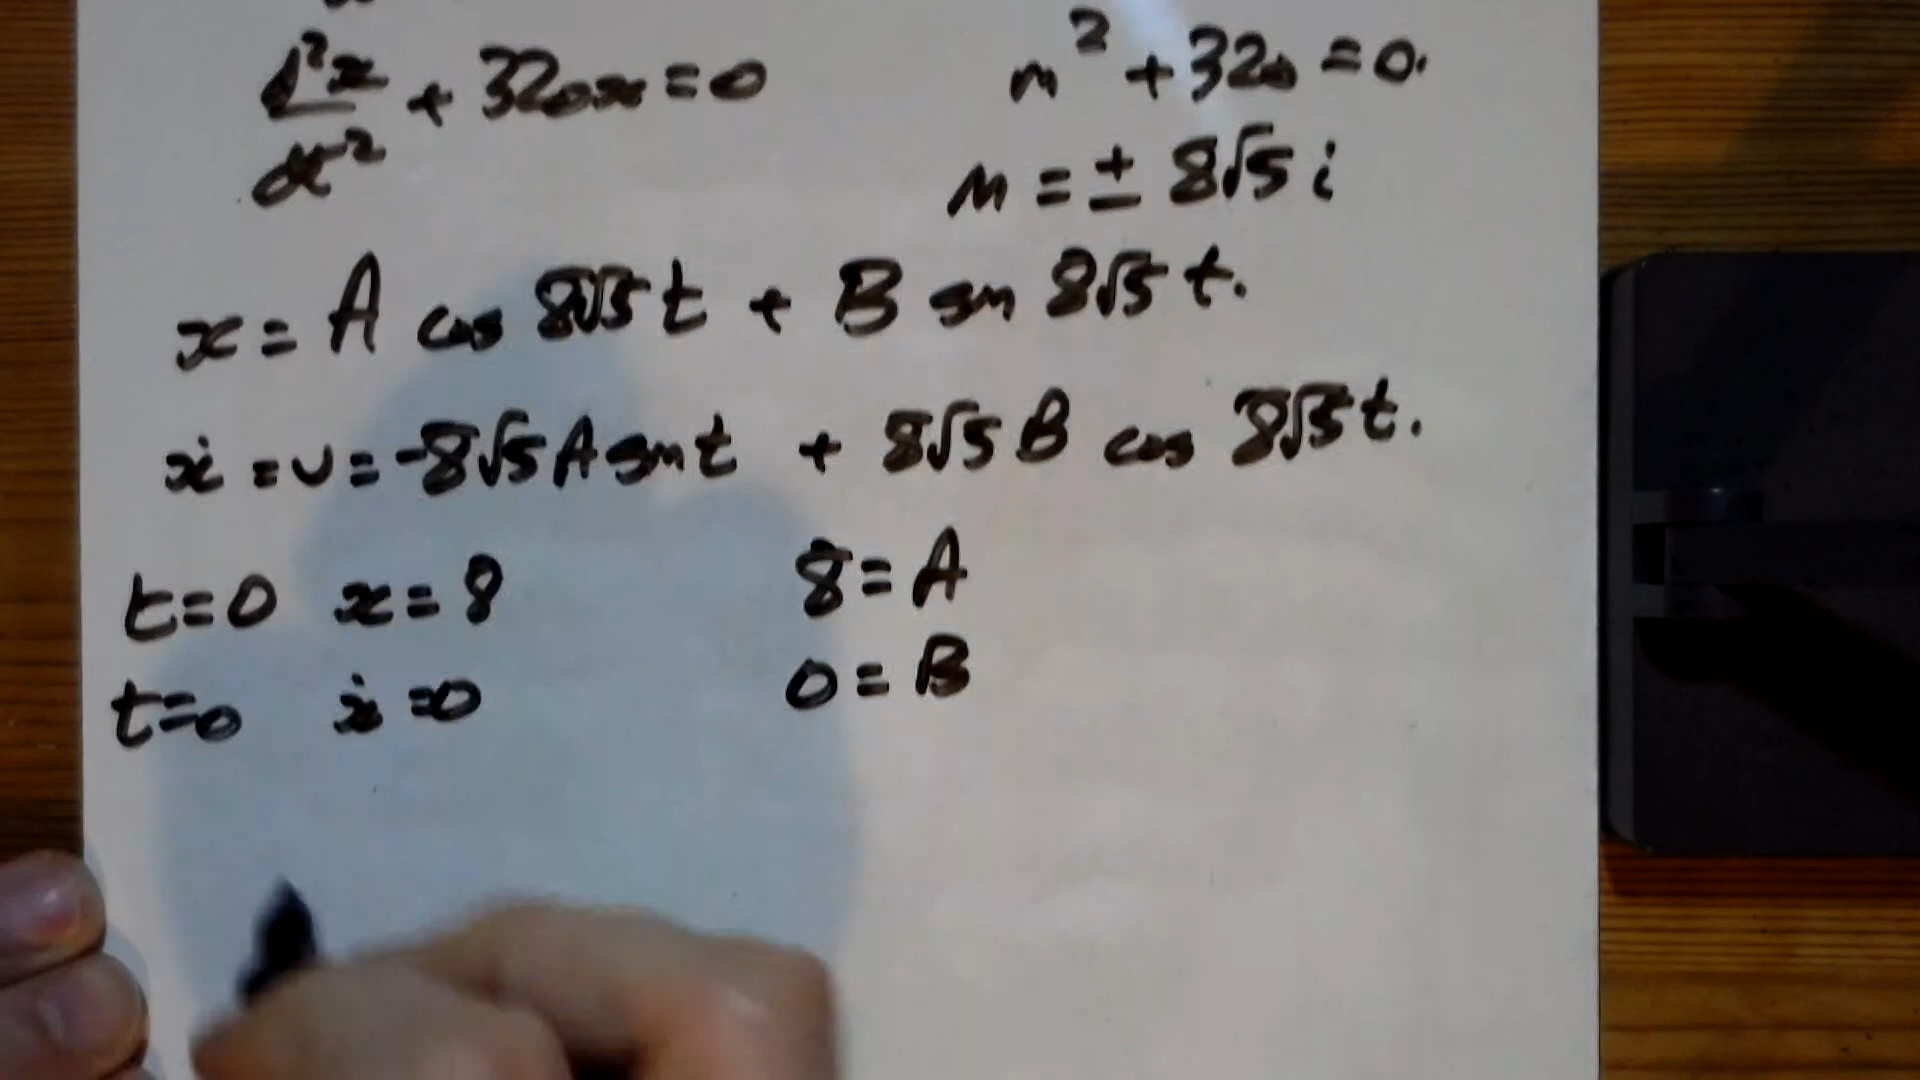 d²x/dt² + 320x = 0
m² + 320 = 0.
m = ± 8√5 i
x = A cos 8√5 t + B sin 8√5 t.
ẋ = v = -8√5 A sin t + 8√5 B cos 8√5 t.
t=0 x = 8 8 = A
t=0 ẋ = 0 0 = B